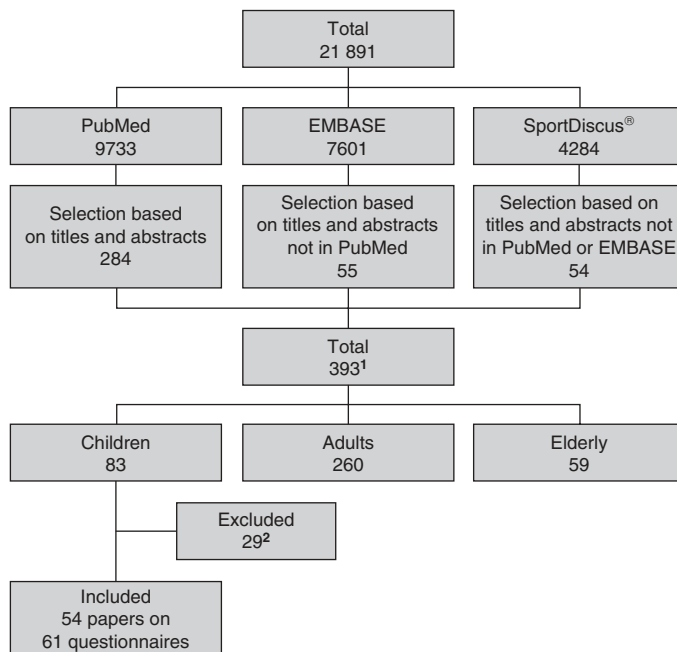 Total
21 891
PubMed
9733
EMBASE
7601
SportDiscus®
4284
Selection based
on titles and abstracts
284
Selection based
on titles and abstracts
not in PubMed
55
Selection based on
titles and abstracts not
in PubMed or EMBASE
54
Total
393¹
Children
83
Adults
260
Elderly
59
Excluded
29²
Included
54 papers on
61 questionnaires